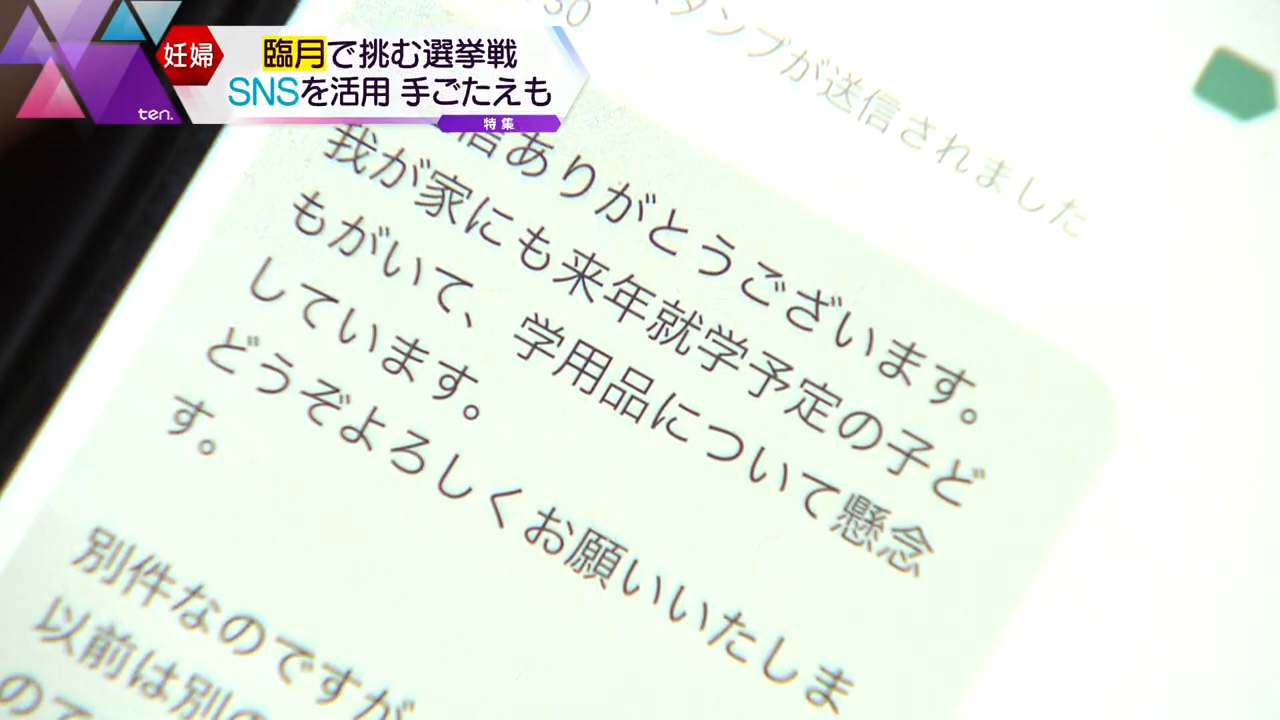 妊婦
臨月で挑む選挙戦
SNSを活用 手ごたえも
特集
ten.
スタンプが送信されました
信ありがとうございます。
我が家にも来年就学予定の子ど
もがいて、学用品について懸念
しています。
どうぞよろしくお願いいたしま
す。
別件なのですが
以前は別の
ので